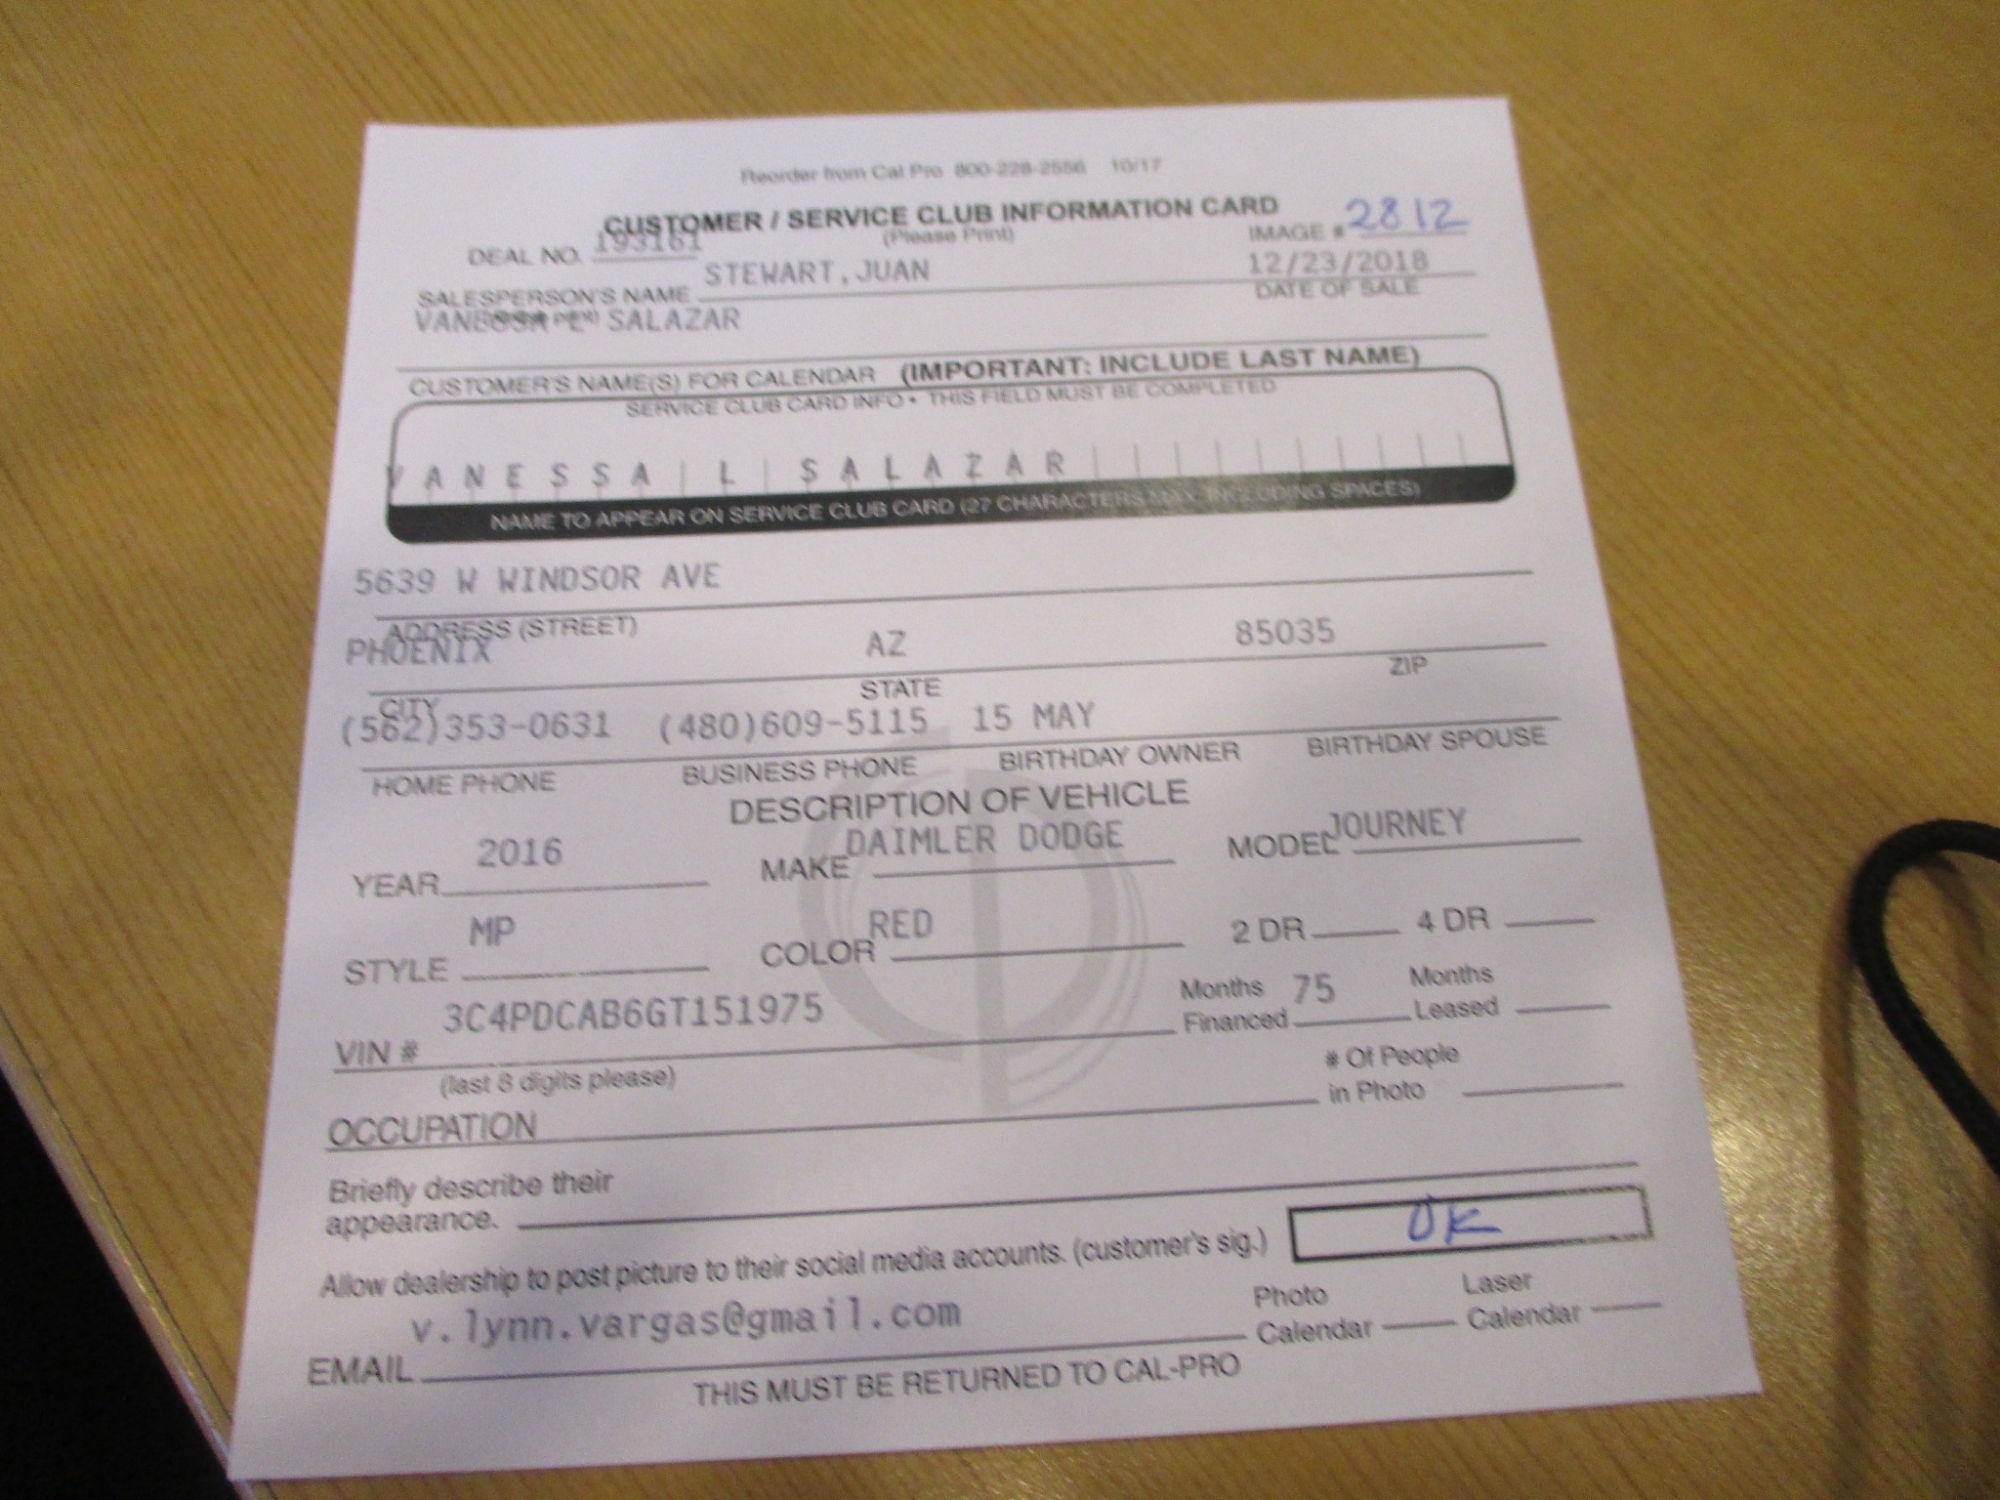 Reorder from Cal Pro 800-228-2556 10/17
CUSTOMER / SERVICE CLUB INFORMATION CARD
(Please Print)
DEAL NO. 193161
IMAGE # 2812
STEWART, JUAN 12/23/2018
SALESPERSON'S NAME DATE OF SALE
VANESSA L SALAZAR
CUSTOMER'S NAME(S) FOR CALENDAR (IMPORTANT: INCLUDE LAST NAME)
SERVICE CLUB CARD INFO • THIS FIELD MUST BE COMPLETED
VANESSA L SALAZAR
NAME TO APPEAR ON SERVICE CLUB CARD (27 CHARACTERS MAX-INCLUDING SPACES)
5639 W WINDSOR AVE
ADDRESS (STREET)
PHOENIX AZ 85035
CITY STATE ZIP
(562)353-0631 (480)609-5115 15 MAY
HOME PHONE BUSINESS PHONE BIRTHDAY OWNER BIRTHDAY SPOUSE
DESCRIPTION OF VEHICLE
YEAR 2016 MAKE DAIMLER DODGE MODEL JOURNEY
STYLE MP COLOR RED 2 DR 4 DR
VIN # 3C4PDCAB6GT151975 Months Financed 75 Months Leased
(last 8 digits please)
OCCUPATION # Of People in Photo
Briefly describe their
appearance.
Allow dealership to post picture to their social media accounts. (customer's sig.) OK
EMAIL v.lynn.vargas@gmail.com Photo Calendar Laser Calendar
THIS MUST BE RETURNED TO CAL-PRO